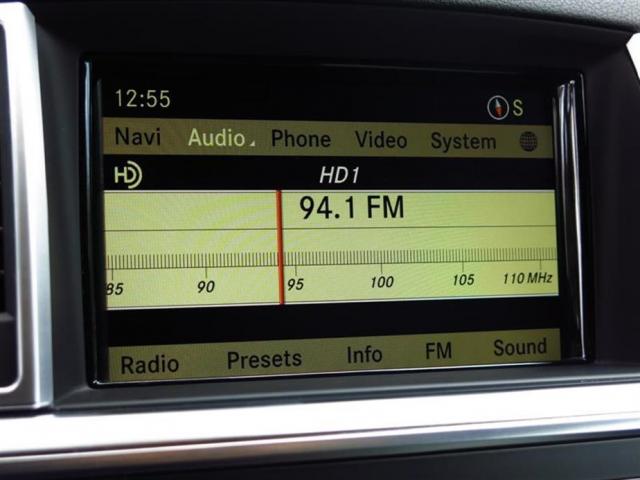 12:55 S
Navi Audio Phone Video System
HD HD1
94.1 FM
85 90 95 100 105 110 MHz
Radio Presets Info FM Sound